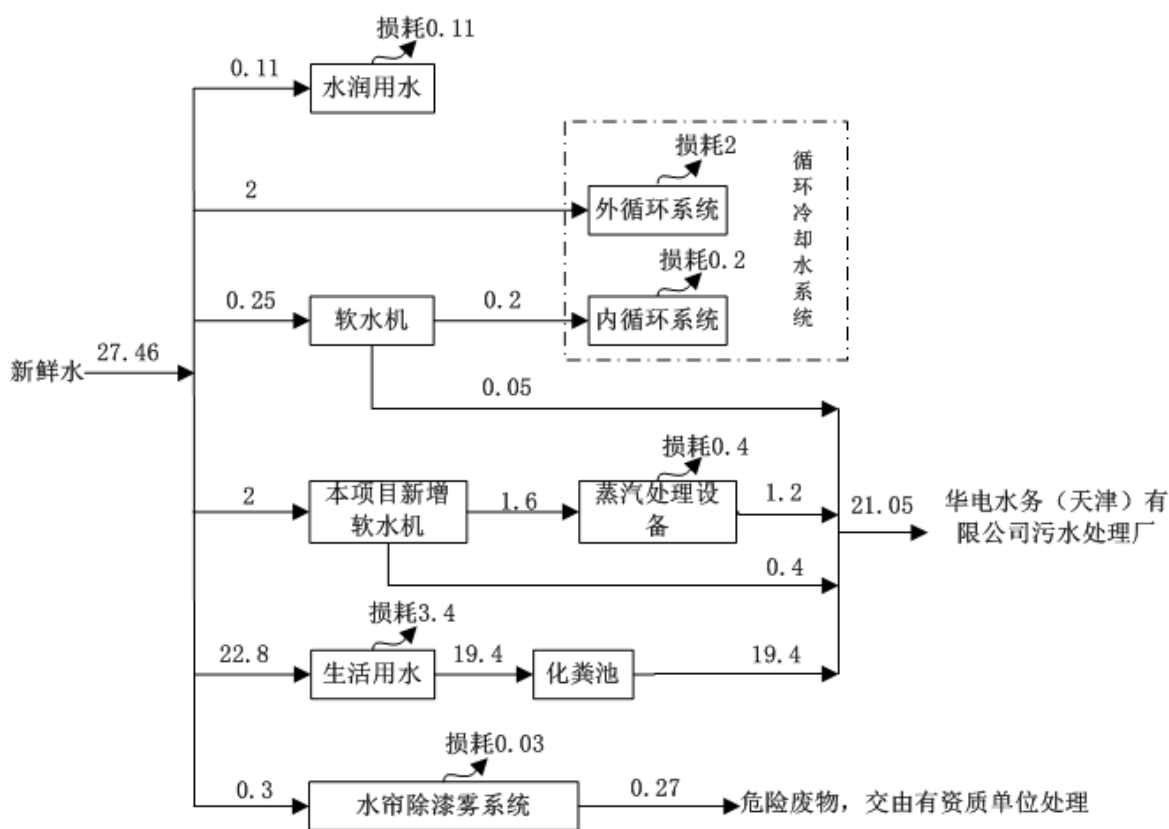 损耗0.11
0.11
水润用水
损耗2
2
外循环系统
循环冷却水系统
损耗0.2
0.25
软水机
0.2
内循环系统
新鲜水
27.46
0.05
损耗0.4
2
本项目新增
软水机
1.6
蒸汽处理设
备
1.2
21.05
华电水务（天津）有
限公司污水处理厂
0.4
损耗3.4
22.8
生活用水
19.4
化粪池
19.4
损耗0.03
0.3
水帘除漆雾系统
0.27
危险废物，交由有资质单位处理